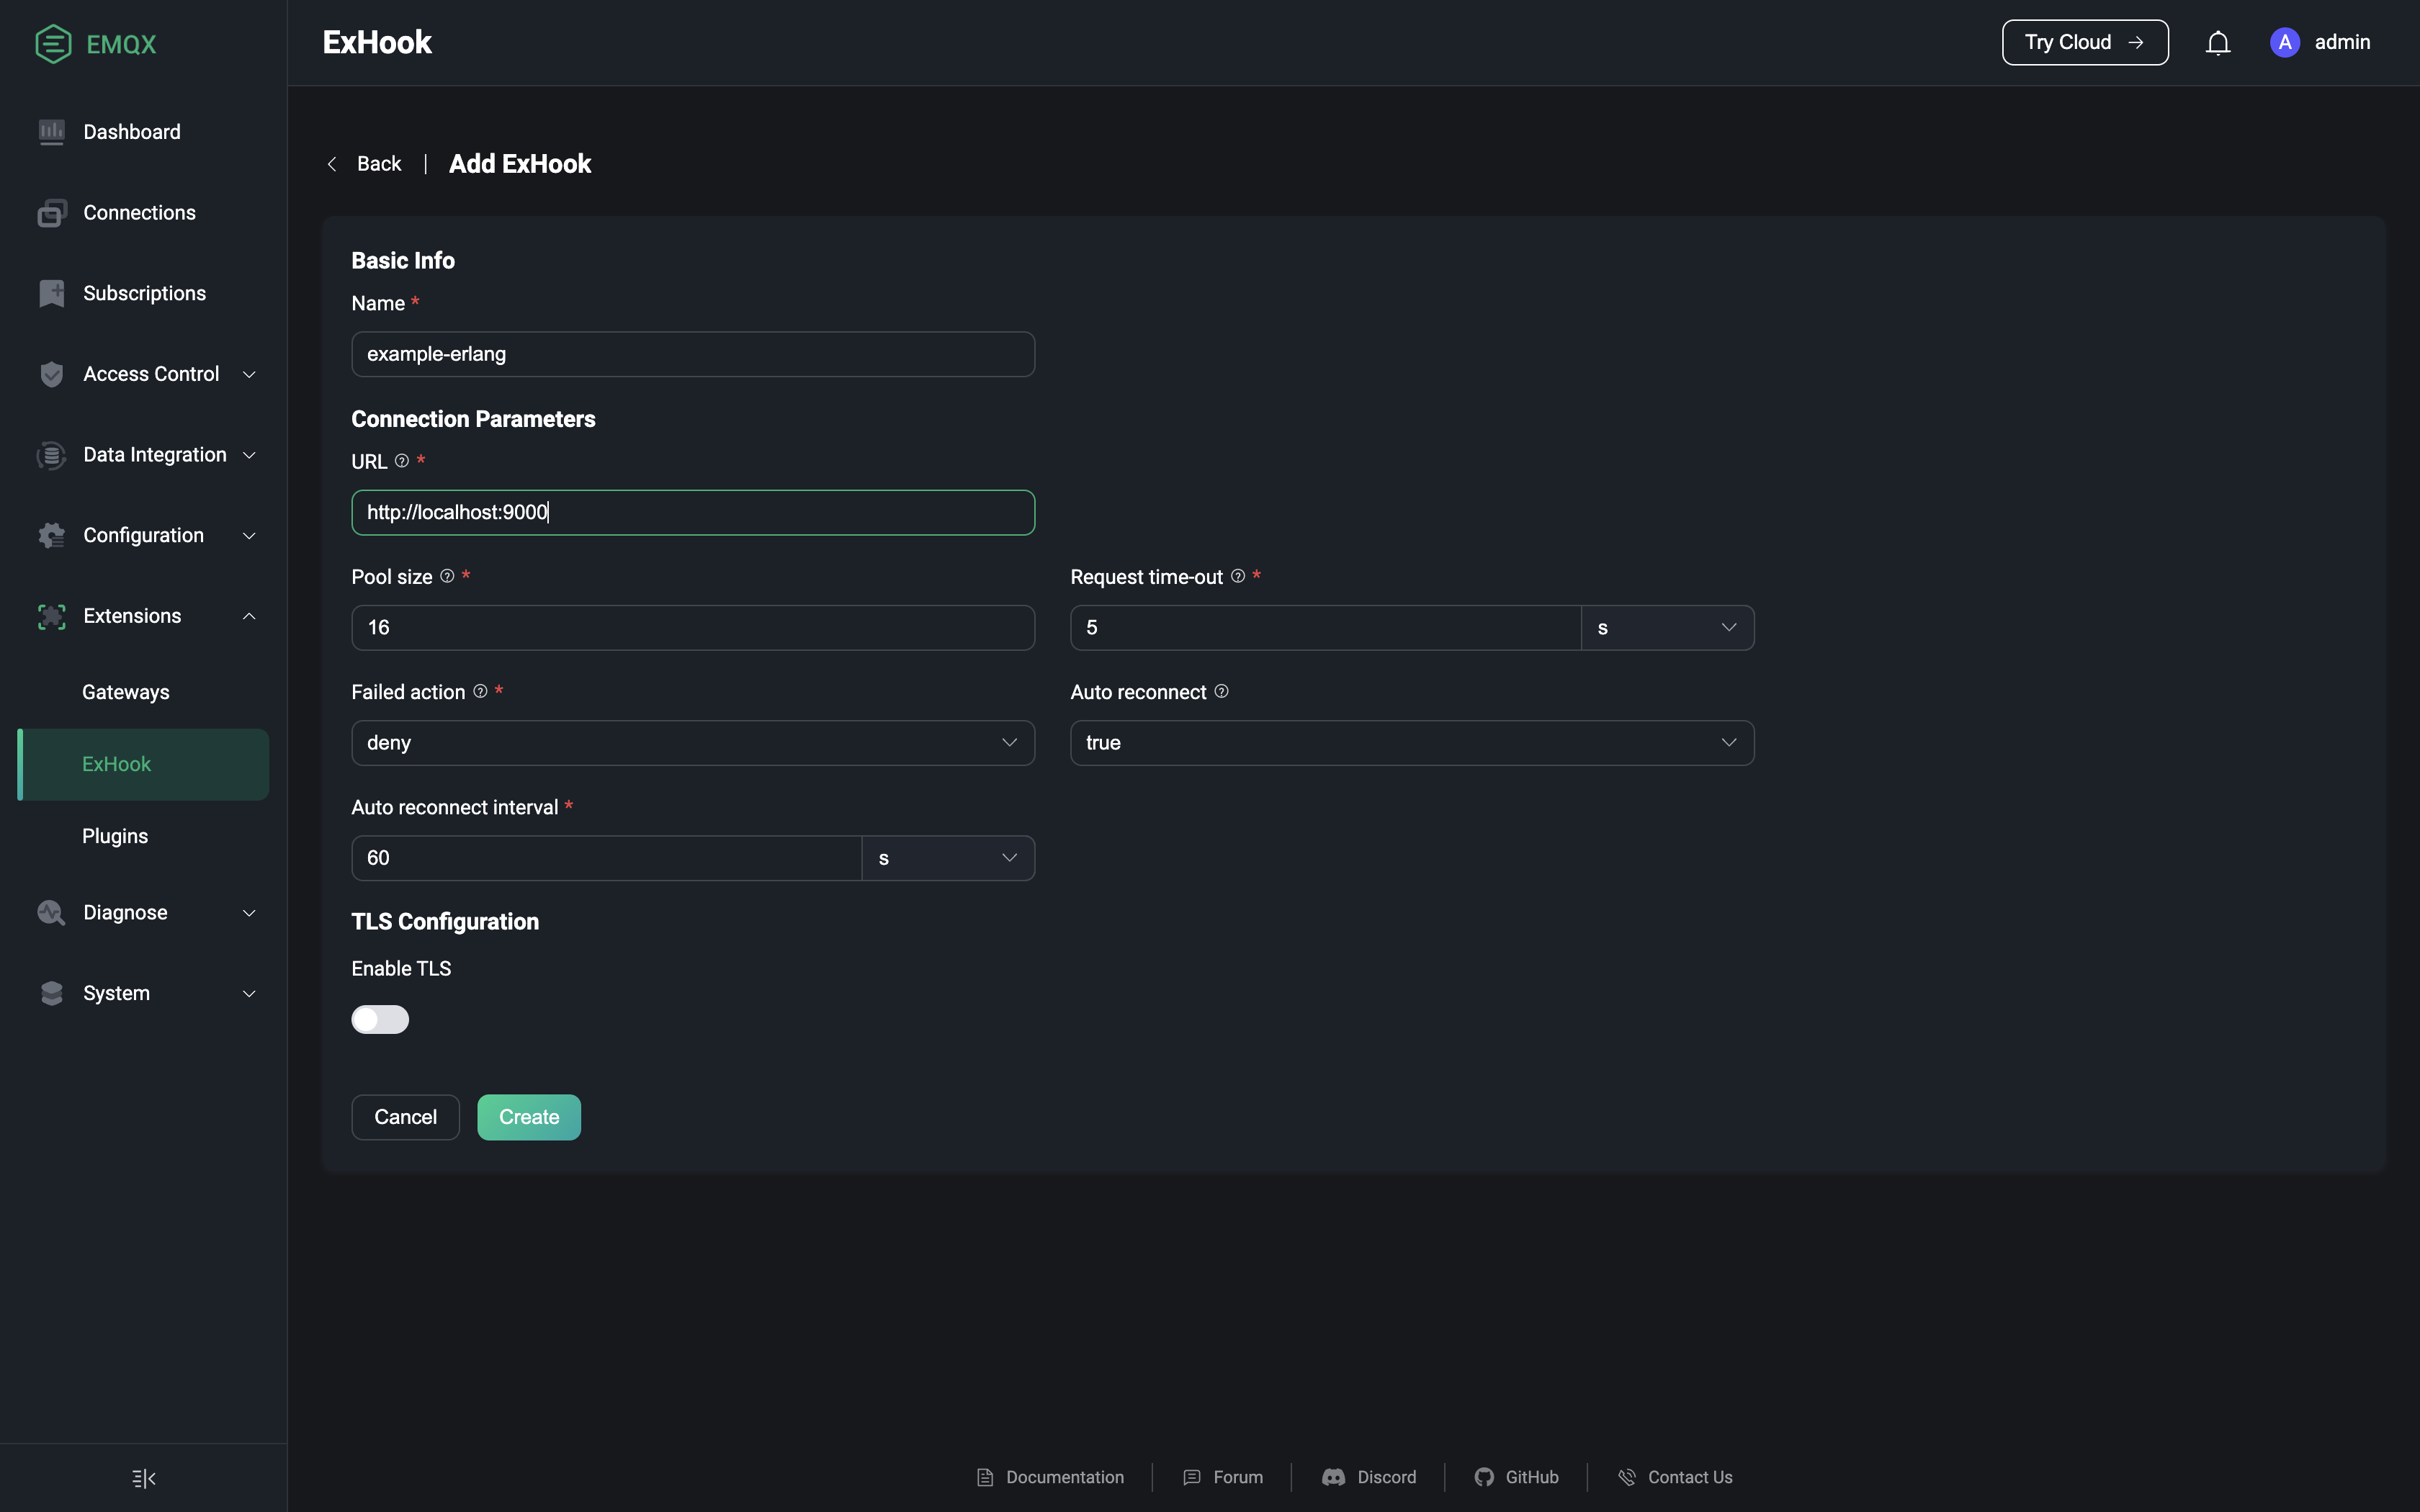 EMQX
ExHook
Try Cloud
A
admin
Dashboard
Connections
Subscriptions
Access Control
Data Integration
Configuration
Extensions
Gateways
ExHook
Plugins
Diagnose
System
Back | Add ExHook
Basic Info
Name *
example-erlang
Connection Parameters
URL ? *
http://localhost:9000
Pool size ? *
Request time-out ? *
16
5 s
Failed action ? *
Auto reconnect ?
deny
true
Auto reconnect interval *
60 s
TLS Configuration
Enable TLS
Cancel
Create
Documentation
Forum
Discord
GitHub
Contact Us